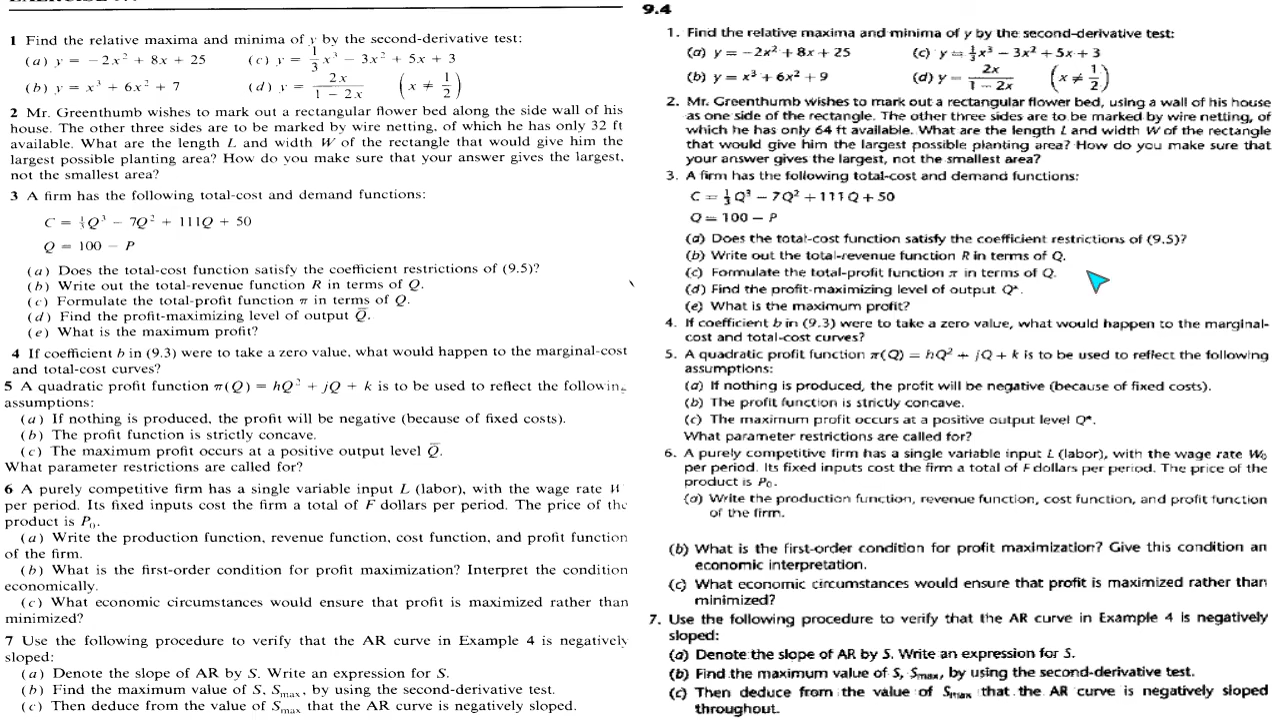 1 Find the relative maxima and minima of y by the second-derivative test:
(a) y = −2x² + 8x + 25 (c) y = 1/3 x³ − 3x² + 5x + 3
(b) y = x³ + 6x² + 7 (d) y = 2x/(1 − 2x) (x ≠ 1/2)
2 Mr. Greenthumb wishes to mark out a rectangular flower bed along the side wall of his
house. The other three sides are to be marked by wire netting, of which he has only 32 ft
available. What are the length L and width W of the rectangle that would give him the
largest possible planting area? How do you make sure that your answer gives the largest,
not the smallest area?
3 A firm has the following total-cost and demand functions:
C = 1/3 Q³ − 7Q² + 111Q + 50
Q = 100 − P
(a) Does the total-cost function satisfy the coefficient restrictions of (9.5)?
(b) Write out the total-revenue function R in terms of Q.
(c) Formulate the total-profit function π in terms of Q.
(d) Find the profit-maximizing level of output Q̄.
(e) What is the maximum profit?
4 If coefficient b in (9.3) were to take a zero value, what would happen to the marginal-cost
and total-cost curves?
5 A quadratic profit function π(Q) = hQ² + jQ + k is to be used to reflect the
assumptions:
(a) If nothing is produced, the profit will be negative (because of fixed costs).
(b) The profit function is strictly concave.
(c) The maximum profit occurs at a positive output level Q̄.
What parameter restrictions are called for?
6 A purely competitive firm has a single variable input L (labor), with the wage rate
per period. Its fixed inputs cost the firm a total of F dollars per period. The price of the
product is P₀.
(a) Write the production function, revenue function, cost function, and profit function
of the firm.
(b) What is the first-order condition for profit maximization? Interpret the condition
economically.
(c) What economic circumstances would ensure that profit is maximized rather than
minimized?
7 Use the following procedure to verify that the AR curve in Example 4 is negatively
sloped:
(a) Denote the slope of AR by S. Write an expression for S.
(b) Find the maximum value of S, Smax, by using the second-derivative test.
(c) Then deduce from the value of Smax that the AR curve is negatively sloped.
9.4
1. Find the relative maxima and minima of y by the second-derivative test:
(a) y = −2x² + 8x + 25 (c) y = 1/3 x³ − 3x² + 5x + 3
(b) y = x³ + 6x² + 9 (d) y = 2x/(1 − 2x) (x ≠ 1/2)
2. Mr. Greenthumb wishes to mark out a rectangular flower bed, using a wall of his house
as one side of the rectangle. The other three sides are to be marked by wire netting, of
which he has only 64 ft available. What are the length L and width W of the rectangle
that would give him the largest possible planting area? How do you make sure that
your answer gives the largest, not the smallest area?
3. A firm has the following total-cost and demand functions:
C = 1/3 Q³ − 7Q² + 111Q + 50
Q = 100 − P
(a) Does the total-cost function satisfy the coefficient restrictions of (9.5)?
(b) Write out the total-revenue function R in terms of Q.
(c) Formulate the total-profit function π in terms of Q.
(d) Find the profit-maximizing level of output Q*.
(e) What is the maximum profit?
4. If coefficient b in (9.3) were to take a zero value, what would happen to the marginal-
cost and total-cost curves?
5. A quadratic profit function π(Q) = hQ² + jQ + k is to be used to reflect the following
assumptions:
(a) If nothing is produced, the profit will be negative (because of fixed costs).
(b) The profit function is strictly concave.
(c) The maximum profit occurs at a positive output level Q*.
What parameter restrictions are called for?
6. A purely competitive firm has a single variable input L (labor), with the wage rate W₀
per period. Its fixed inputs cost the firm a total of F dollars per period. The price of the
product is P₀.
(a) Write the production function, revenue function, cost function, and profit function
of the firm.
(b) What is the first-order condition for profit maximization? Give this condition an
economic interpretation.
(c) What economic circumstances would ensure that profit is maximized rather than
minimized?
7. Use the following procedure to verify that the AR curve in Example 4 is negatively
sloped:
(a) Denote the slope of AR by S. Write an expression for S.
(b) Find the maximum value of S, Smax, by using the second-derivative test.
(c) Then deduce from the value of Smax that the AR curve is negatively sloped
throughout.